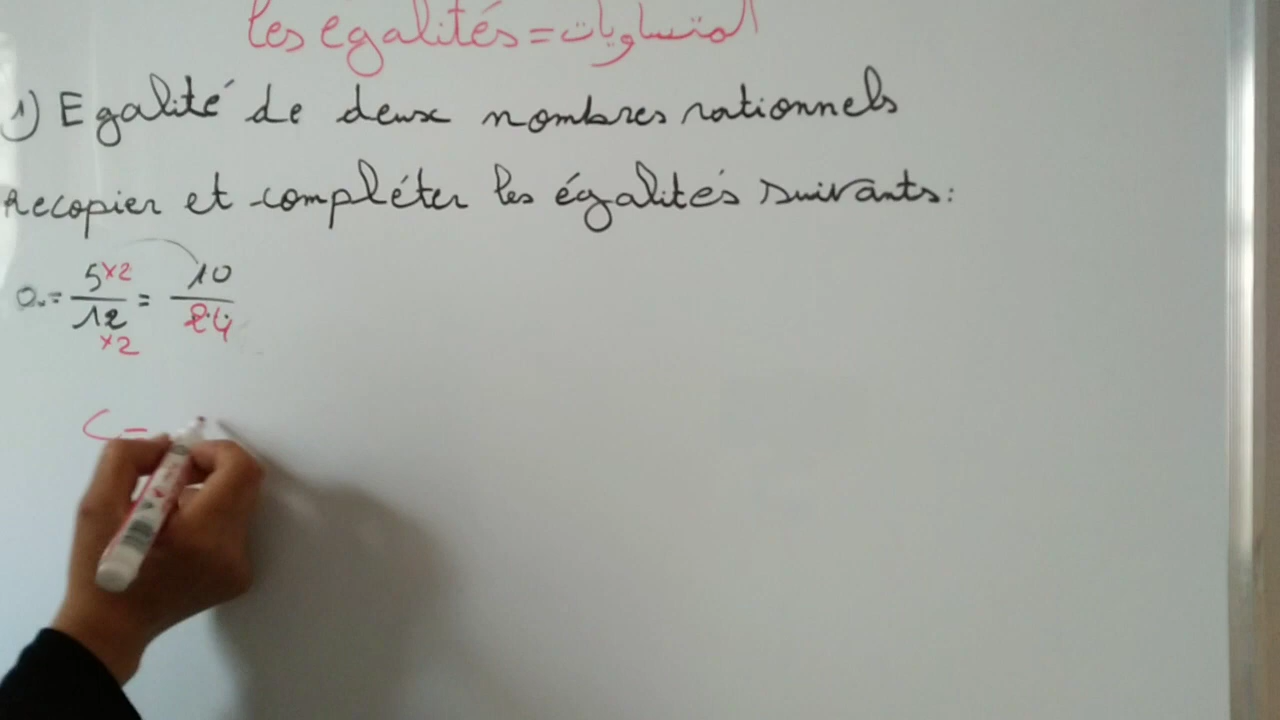 les egalités = المتساويات
1) Egalité de deux nombres rationnels
Recopier et compléter les égalités suivants:
a. = 5×2/12×2 = 10/24
C =